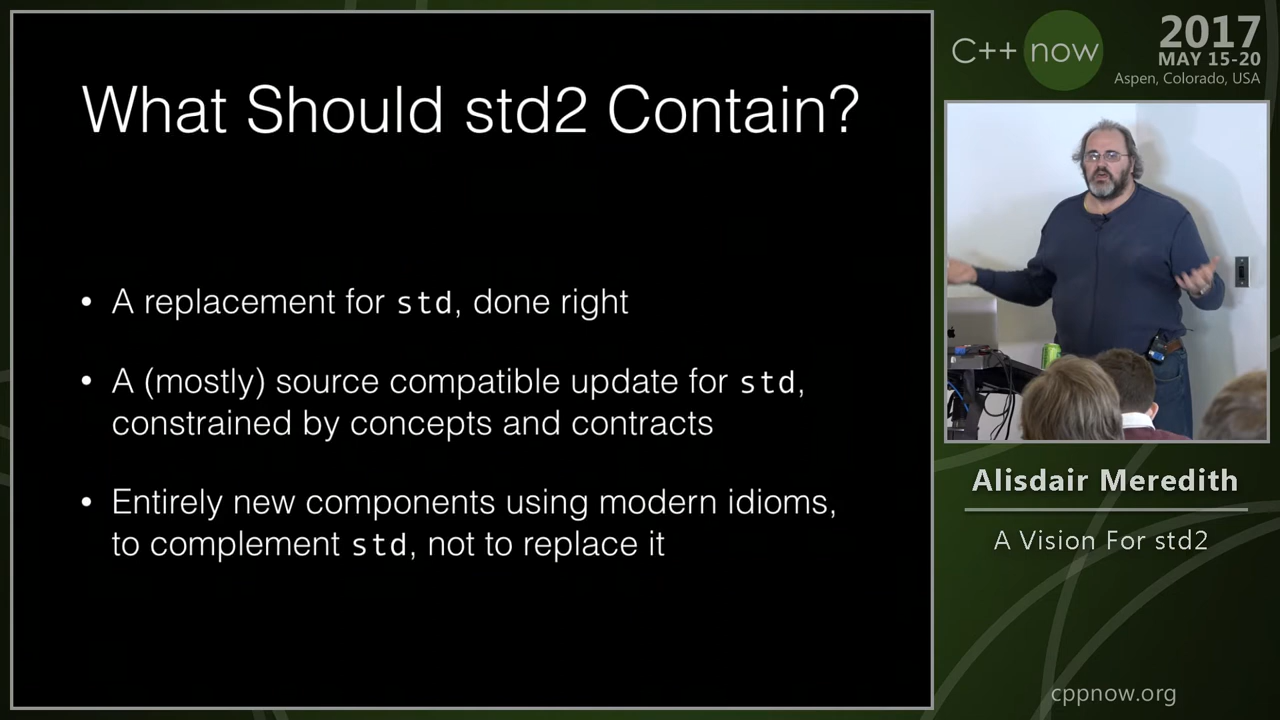 What Should std2 Contain?
• A replacement for std, done right
• A (mostly) source compatible update for std,
constrained by concepts and contracts
• Entirely new components using modern idioms,
to complement std, not to replace it
C++ now
2017
MAY 15-20
Aspen, Colorado, USA
Alisdair Meredith
A Vision For std2
cppnow.org